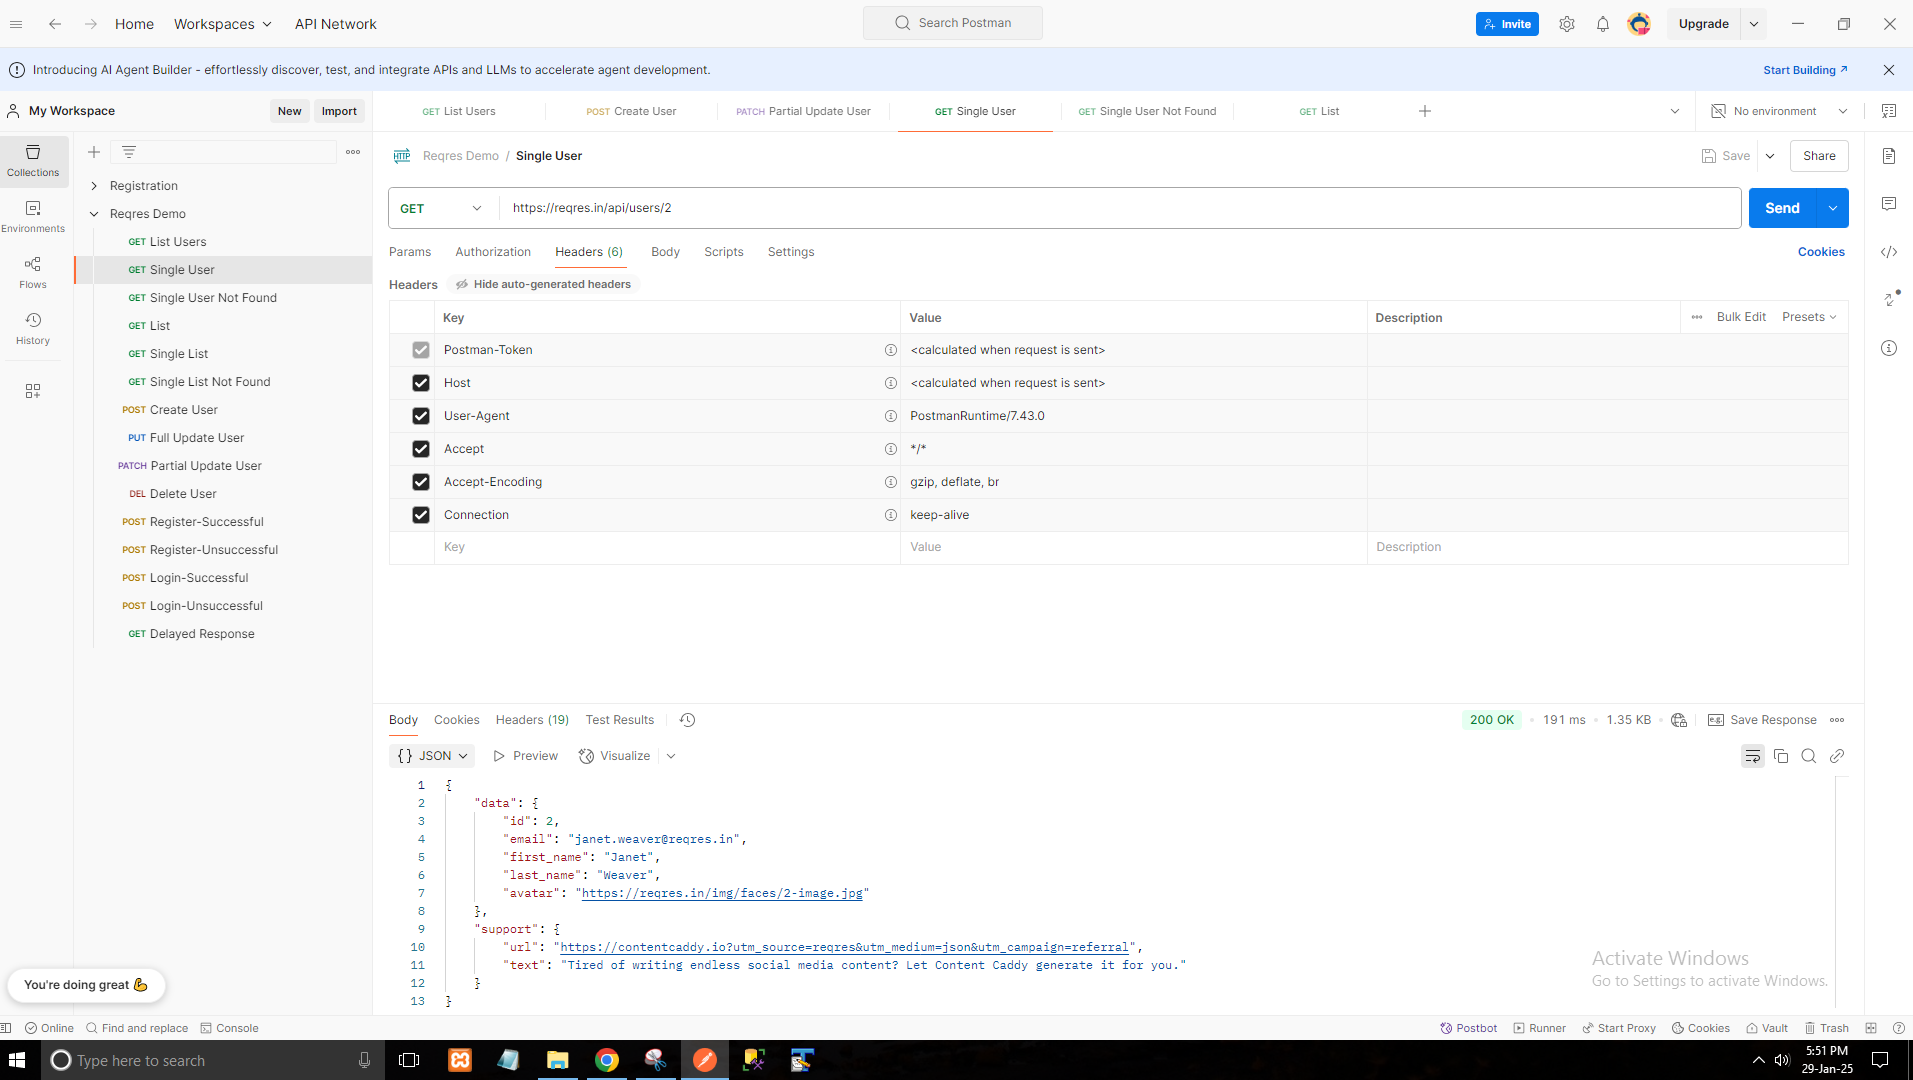 Home Workspaces API Network Search Postman Invite Upgrade
Introducing AI Agent Builder - effortlessly discover, test, and integrate APIs and LLMs to accelerate agent development. Start Building
My Workspace New Import
GET List Users POST Create User PATCH Partial Update User GET Single User GET Single User Not Found GET List No environment
Collections
Environments
Flows
History
Registration
Reqres Demo
GET List Users
GET Single User
GET Single User Not Found
GET List
GET Single List
GET Single List Not Found
POST Create User
PUT Full Update User
PATCH Partial Update User
DEL Delete User
POST Register-Successful
POST Register-Unsuccessful
POST Login-Successful
POST Login-Unsuccessful
GET Delayed Response
HTTP Reqres Demo / Single User Save Share
GET https://reqres.in/api/users/2 Send
Params Authorization Headers (6) Body Scripts Settings Cookies
Headers Hide auto-generated headers
Key Value Description Bulk Edit Presets
Postman-Token <calculated when request is sent>
Host <calculated when request is sent>
User-Agent PostmanRuntime/7.43.0
Accept */*
Accept-Encoding gzip, deflate, br
Connection keep-alive
Key Value Description
Body Cookies Headers (19) Test Results 200 OK 191 ms 1.35 KB e.g. Save Response
{} JSON Preview Visualize
1 {
2 "data": {
3 "id": 2,
4 "email": "janet.weaver@reqres.in",
5 "first_name": "Janet",
6 "last_name": "Weaver",
7 "avatar": "https://reqres.in/img/faces/2-image.jpg"
8 },
9 "support": {
10 "url": "https://contentcaddy.io?utm_source=reqres&utm_medium=json&utm_campaign=referral",
11 "text": "Tired of writing endless social media content? Let Content Caddy generate it for you."
12 }
13 }
Activate Windows
Go to Settings to activate Windows.
You're doing great 💪
Online Find and replace Console Postbot Runner Start Proxy Cookies Vault Trash
Type here to search
5:51 PM
29-Jan-25